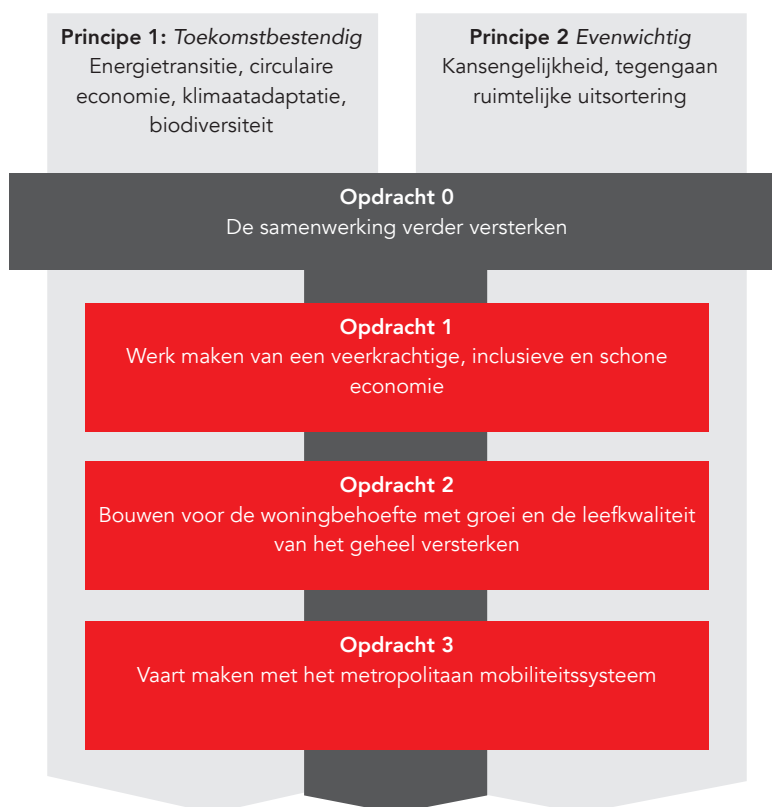 Principe 1: Toekomstbestendig
Energietransitie, circulaire
economie, klimaatadaptatie,
biodiversiteit
Principe 2 Evenwichtig
Kansengelijkheid, tegengaan
ruimtelijke uitsortering
Opdracht 0
De samenwerking verder versterken
Opdracht 1
Werk maken van een veerkrachtige, inclusieve en schone
economie
Opdracht 2
Bouwen voor de woningbehoefte met groei en de leefkwaliteit
van het geheel versterken
Opdracht 3
Vaart maken met het metropolitaan mobiliteitssysteem